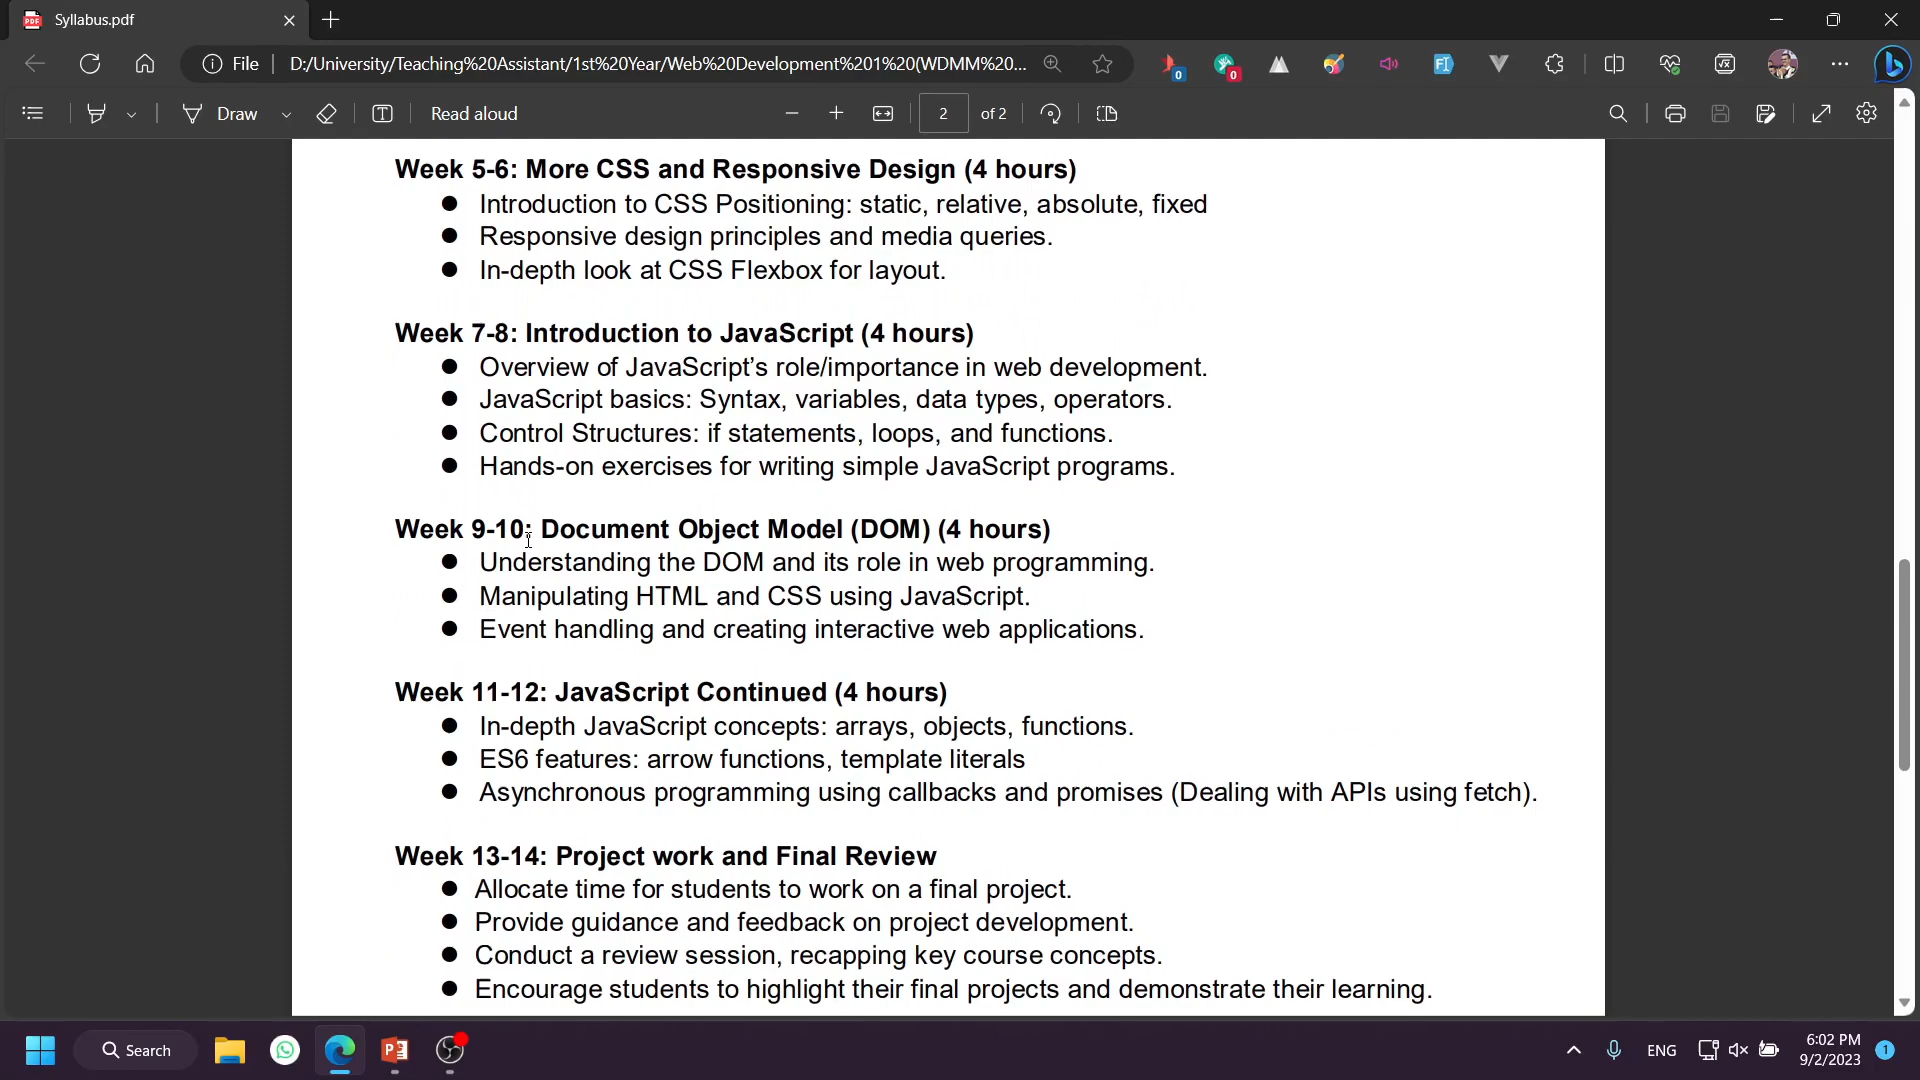 Syllabus.pdf
File
D:/University/Teaching%20Assistant/1st%20Year/Web%20Development%201%20(WDMM%20...
0
0
Draw
Read aloud
2
of 2
Week 5-6: More CSS and Responsive Design (4 hours)
● Introduction to CSS Positioning: static, relative, absolute, fixed
● Responsive design principles and media queries.
● In-depth look at CSS Flexbox for layout.
Week 7-8: Introduction to JavaScript (4 hours)
● Overview of JavaScript’s role/importance in web development.
● JavaScript basics: Syntax, variables, data types, operators.
● Control Structures: if statements, loops, and functions.
● Hands-on exercises for writing simple JavaScript programs.
Week 9-10: Document Object Model (DOM) (4 hours)
● Understanding the DOM and its role in web programming.
● Manipulating HTML and CSS using JavaScript.
● Event handling and creating interactive web applications.
Week 11-12: JavaScript Continued (4 hours)
● In-depth JavaScript concepts: arrays, objects, functions.
● ES6 features: arrow functions, template literals
● Asynchronous programming using callbacks and promises (Dealing with APIs using fetch).
Week 13-14: Project work and Final Review
● Allocate time for students to work on a final project.
● Provide guidance and feedback on project development.
● Conduct a review session, recapping key course concepts.
● Encourage students to highlight their final projects and demonstrate their learning.
Search
ENG
6:02 PM
9/2/2023
1